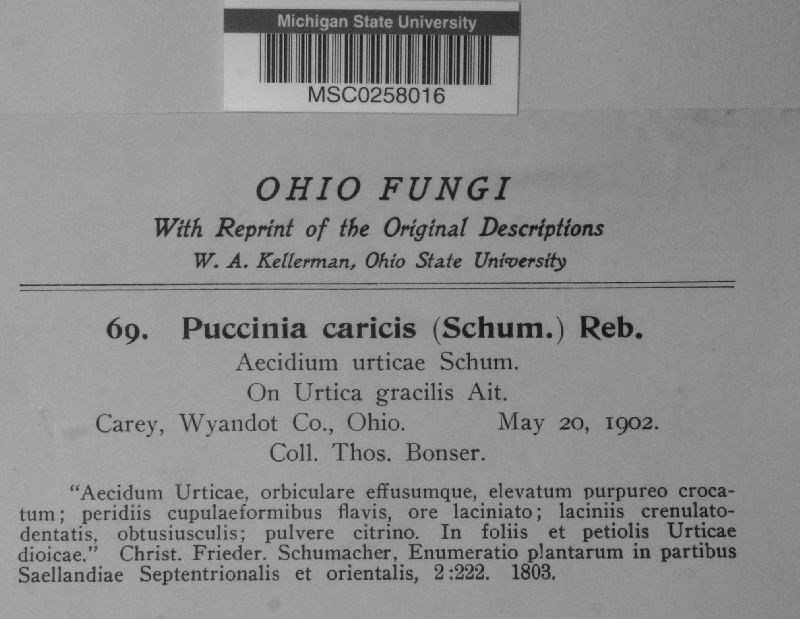 Michigan State University
MSC0258016
OHIO FUNGI
With Reprint of the Original Descriptions
W. A. Kellerman, Ohio State University
69. Puccinia caricis (Schum.) Reb.
Aecidium urticae Schum.
On Urtica gracilis Ait.
Carey, Wyandot Co., Ohio. May 20, 1902.
Coll. Thos. Bonser.
"Aecidum Urticae, orbiculare effusumque, elevatum purpureo croca-
tum; peridiis cupulaeformibus flavis, ore laciniato; laciniis crenulato-
dentatis, obtusiusculis; pulvere citrino. In foliis et petiolis Urticae
dioicae." Christ. Frieder. Schumacher, Enumeratio plantarum in partibus
Saellandiae Septentrionalis et orientalis, 2:222. 1803.